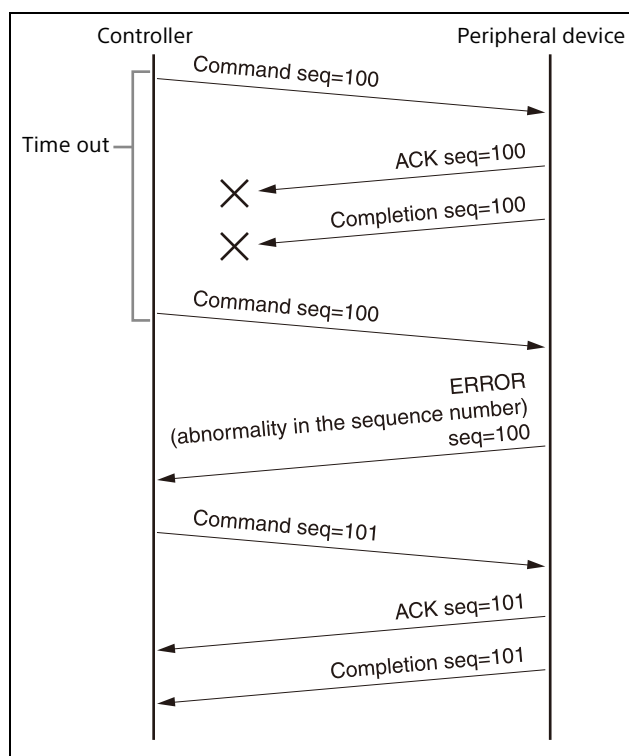 Controller
Peripheral device
Command seq=100
Time out
ACK seq=100
Completion seq=100
Command seq=100
ERROR
(abnormality in the sequence number)
seq=100
Command seq=101
ACK seq=101
Completion seq=101